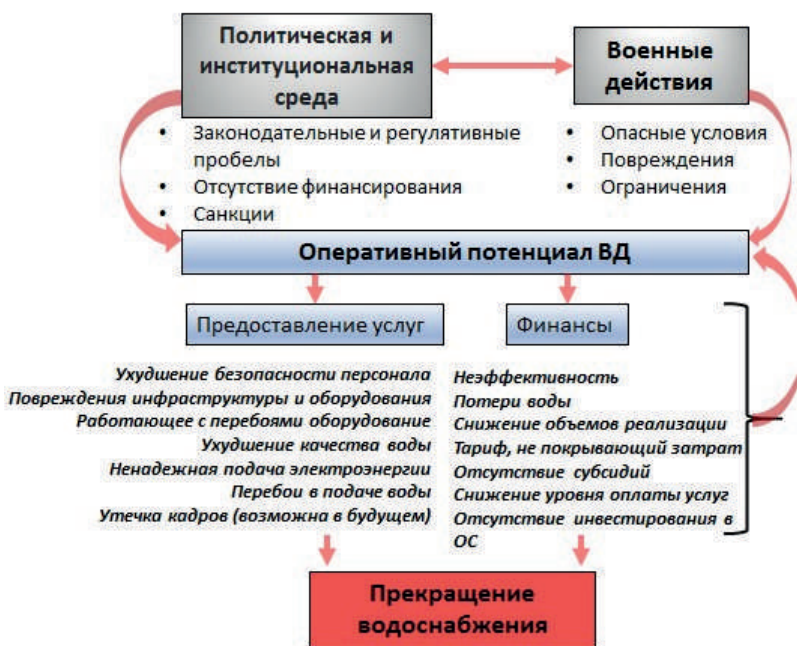 Политическая и
институциональная
среда
Военные
действия
• Законодательные и регулятивные
пробелы
• Отсутствие финансирования
• Санкции
• Опасные условия
• Повреждения
• Ограничения
Оперативный потенциал ВД
Предоставление услуг
Финансы
Ухудшение безопасности персонала
Повреждения инфраструктуры и оборудования
Работающее с перебоями оборудование
Ухудшение качества воды
Ненадежная подача электроэнергии
Перебои в подаче воды
Утечка кадров (возможна в будущем)
Неэффективность
Потери воды
Снижение объемов реализации
Тариф, не покрывающий затрат
Отсутствие субсидий
Снижение уровня оплаты услуг
Отсутствие инвестирования в
ОС
Прекращение
водоснабжения